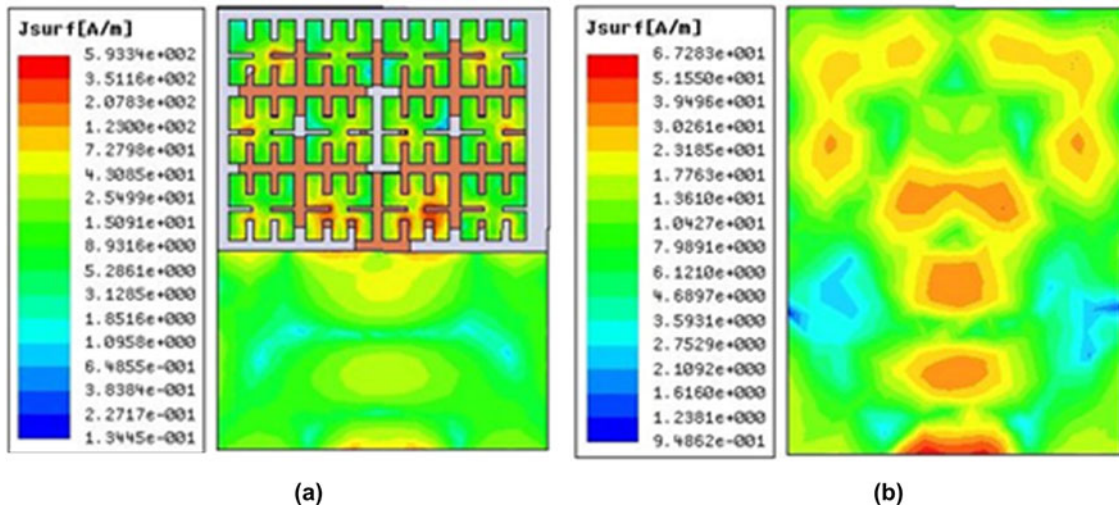 Jsurf[A/m]
5.9334e+002
3.5116e+002
2.0783e+002
1.2300e+002
7.2798e+001
4.3085e+001
2.5499e+001
1.5091e+001
8.9316e+000
5.2861e+000
3.1285e+000
1.8516e+000
1.0958e+000
6.4855e-001
3.8384e-001
2.2717e-001
1.3445e-001
(a)
Jsurf[A/m]
6.7283e+001
5.1550e+001
3.9496e+001
3.0261e+001
2.3185e+001
1.7763e+001
1.3610e+001
1.0427e+001
7.9891e+000
6.1210e+000
4.6897e+000
3.5931e+000
2.7529e+000
2.1092e+000
1.6160e+000
1.2381e+000
9.4862e-001
(b)